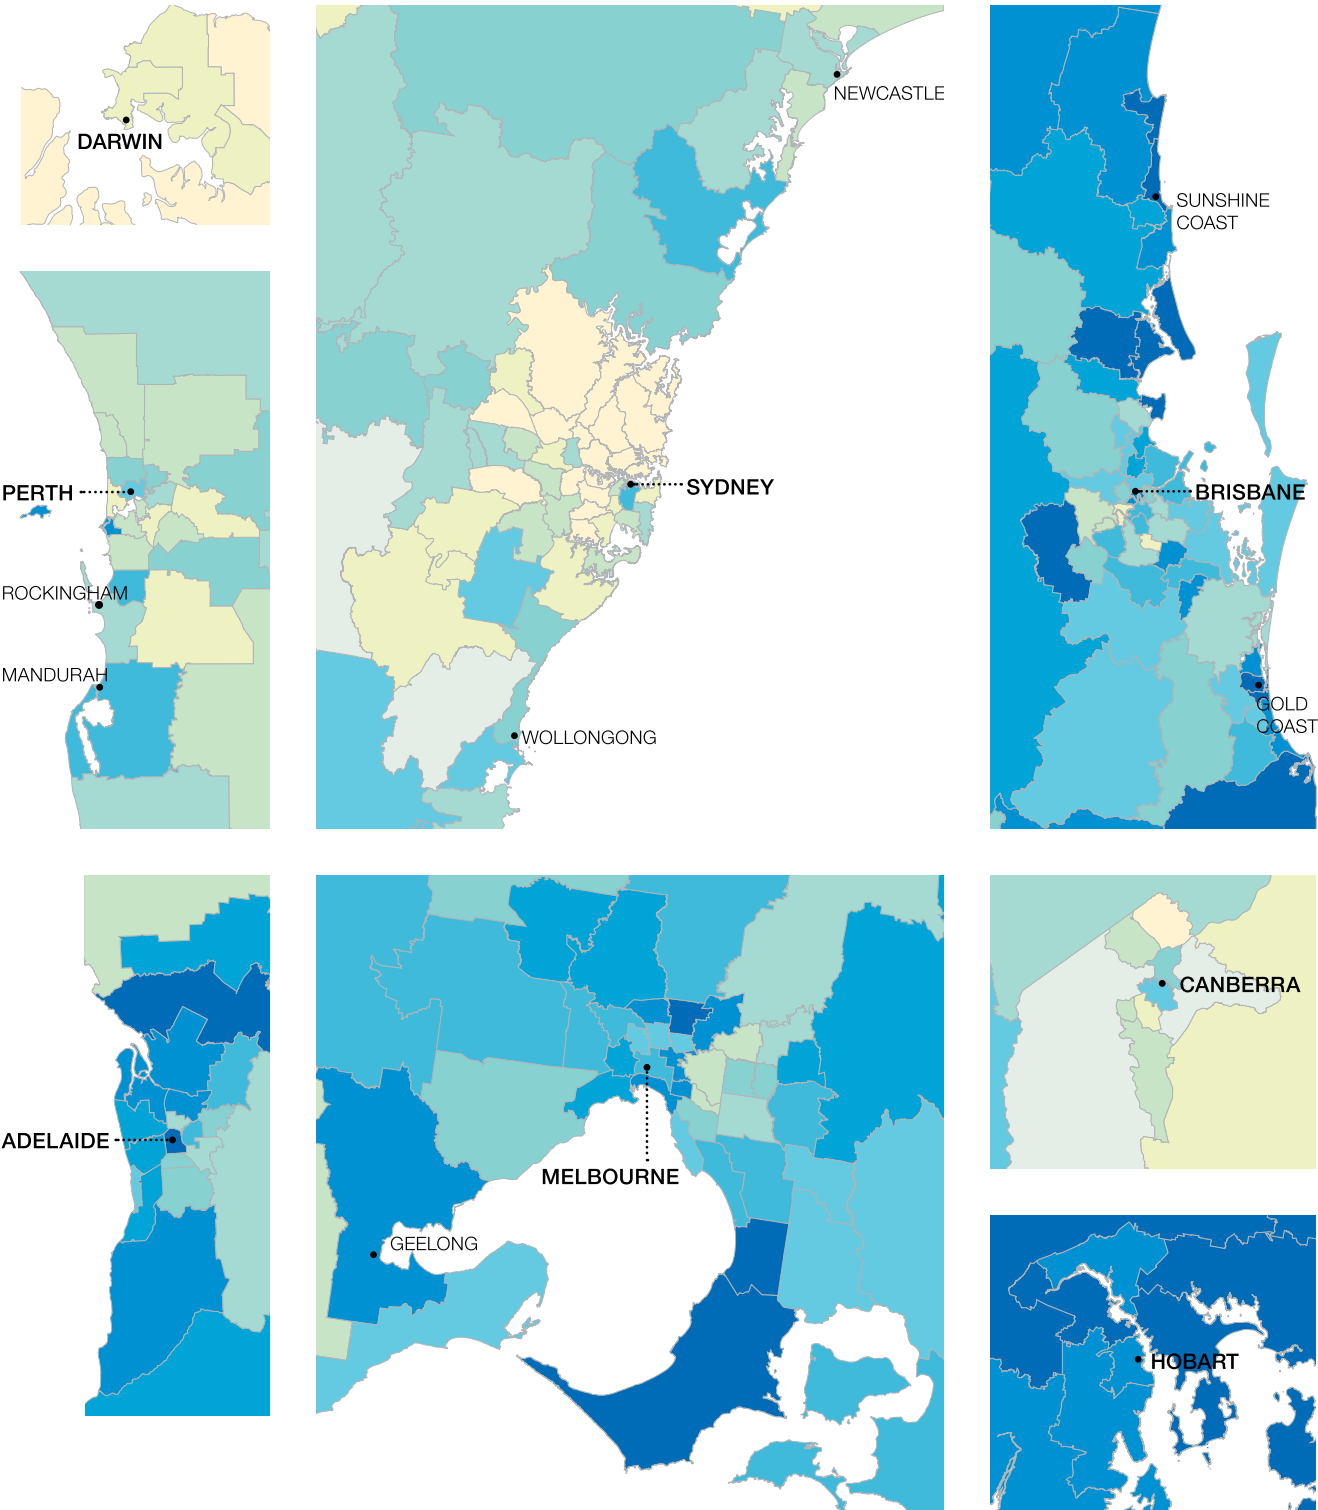 DARWIN
NEWCASTLE
SUNSHINE
COAST
PERTH
SYDNEY
BRISBANE
ROCKINGHAM
MANDURAH
WOLLONGONG
GOLD
COAST
CANBERRA
ADELAIDE
MELBOURNE
GEELONG
HOBART